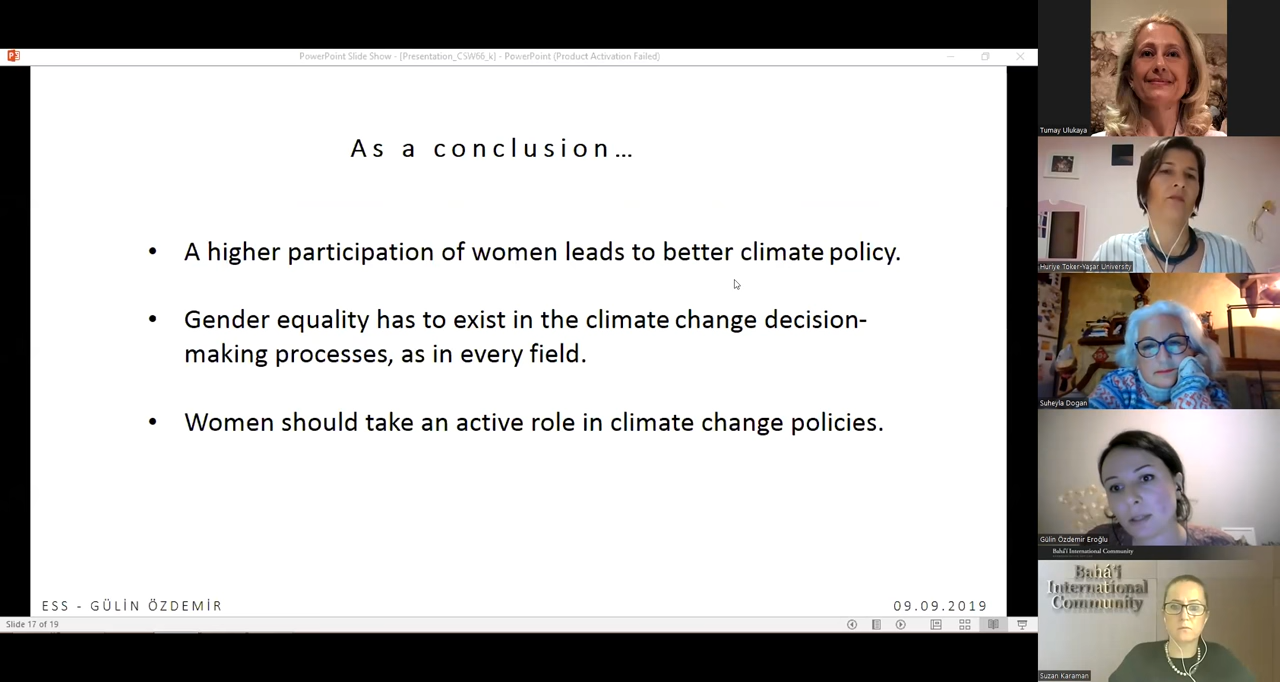 PowerPoint Slide Show - [Presentation_CSW66_k] - PowerPoint (Product Activation Failed)
As a conclusion…
• A higher participation of women leads to better climate policy.
• Gender equality has to exist in the climate change decision-
making processes, as in every field.
• Women should take an active role in climate change policies.
ESS - GÜLİN ÖZDEMİR
09.09.2019
Slide 17 of 19
Tumay Ulukaya
Huriye Toker-Yaşar University
Suheyla Dogan
Gülin Özdemir Eroğlu
Bahá'í International Community
Bahá'í
International
Community
Suzan Karaman